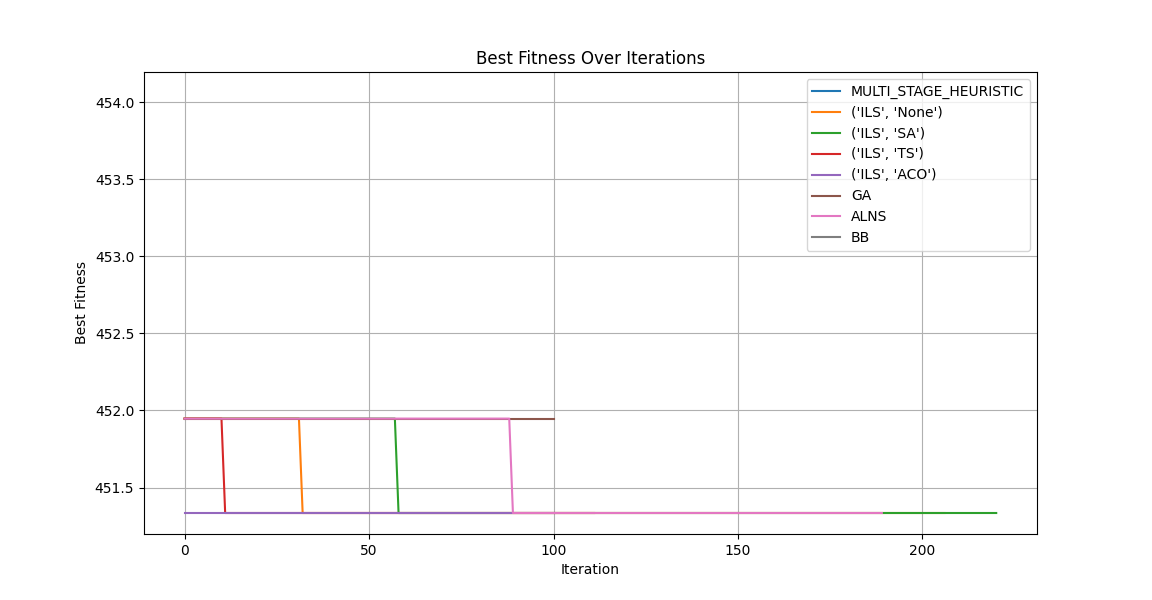 Best Fitness Over Iterations
454.0
453.5
453.0
452.5
452.0
451.5
Best Fitness
0
50
100
150
200
Iteration
MULTI_STAGE_HEURISTIC
('ILS', 'None')
('ILS', 'SA')
('ILS', 'TS')
('ILS', 'ACO')
GA
ALNS
BB